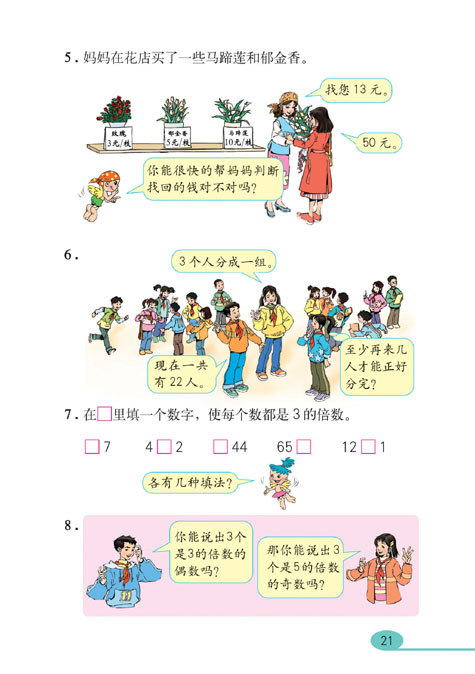 5．妈妈在花店买了一些马蹄莲和郁金香。
找您 13 元。
玫瑰
3元/枝
郁金香
5元/枝
马蹄莲
10元/枝
50 元。
你能很快的帮妈妈判断
找回的钱对不对吗？
6．
3 个人分成一组。
现在一共
有 22 人。
至少再来几
人才能正好
分完？
7．在□里填一个数字，使每个数都是 3 的倍数。
□7 4□2 □44 65□ 12□1
各有几种填法？
8．
你能说出3个
是3的倍数的
偶数吗？
那你能说出 3
个是5的倍数
的奇数吗？
21